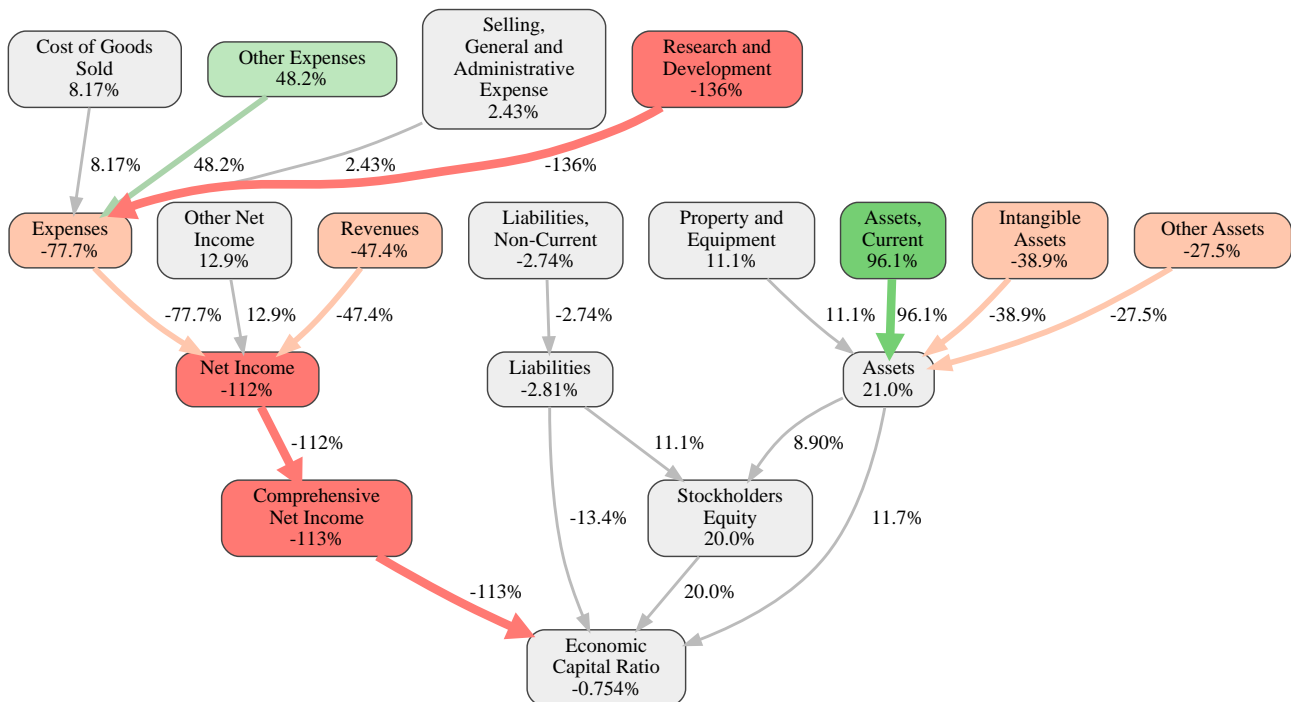 Cost of Goods
Sold
8.17%
Other Expenses
48.2%
Selling,
General and
Administrative
Expense
2.43%
Research and
Development
-136%
8.17%
48.2%
2.43%
-136%
Expenses
-77.7%
Other Net
Income
12.9%
Revenues
-47.4%
Liabilities,
Non-Current
-2.74%
Property and
Equipment
11.1%
Assets,
Current
96.1%
Intangible
Assets
-38.9%
Other Assets
-27.5%
-77.7%
12.9%
-47.4%
-2.74%
11.1%
96.1%
-38.9%
-27.5%
Net Income
-112%
Liabilities
-2.81%
Assets
21.0%
-112%
11.1%
8.90%
Comprehensive
Net Income
-113%
-13.4%
Stockholders
Equity
20.0%
11.7%
-113%
20.0%
Economic
Capital Ratio
-0.754%